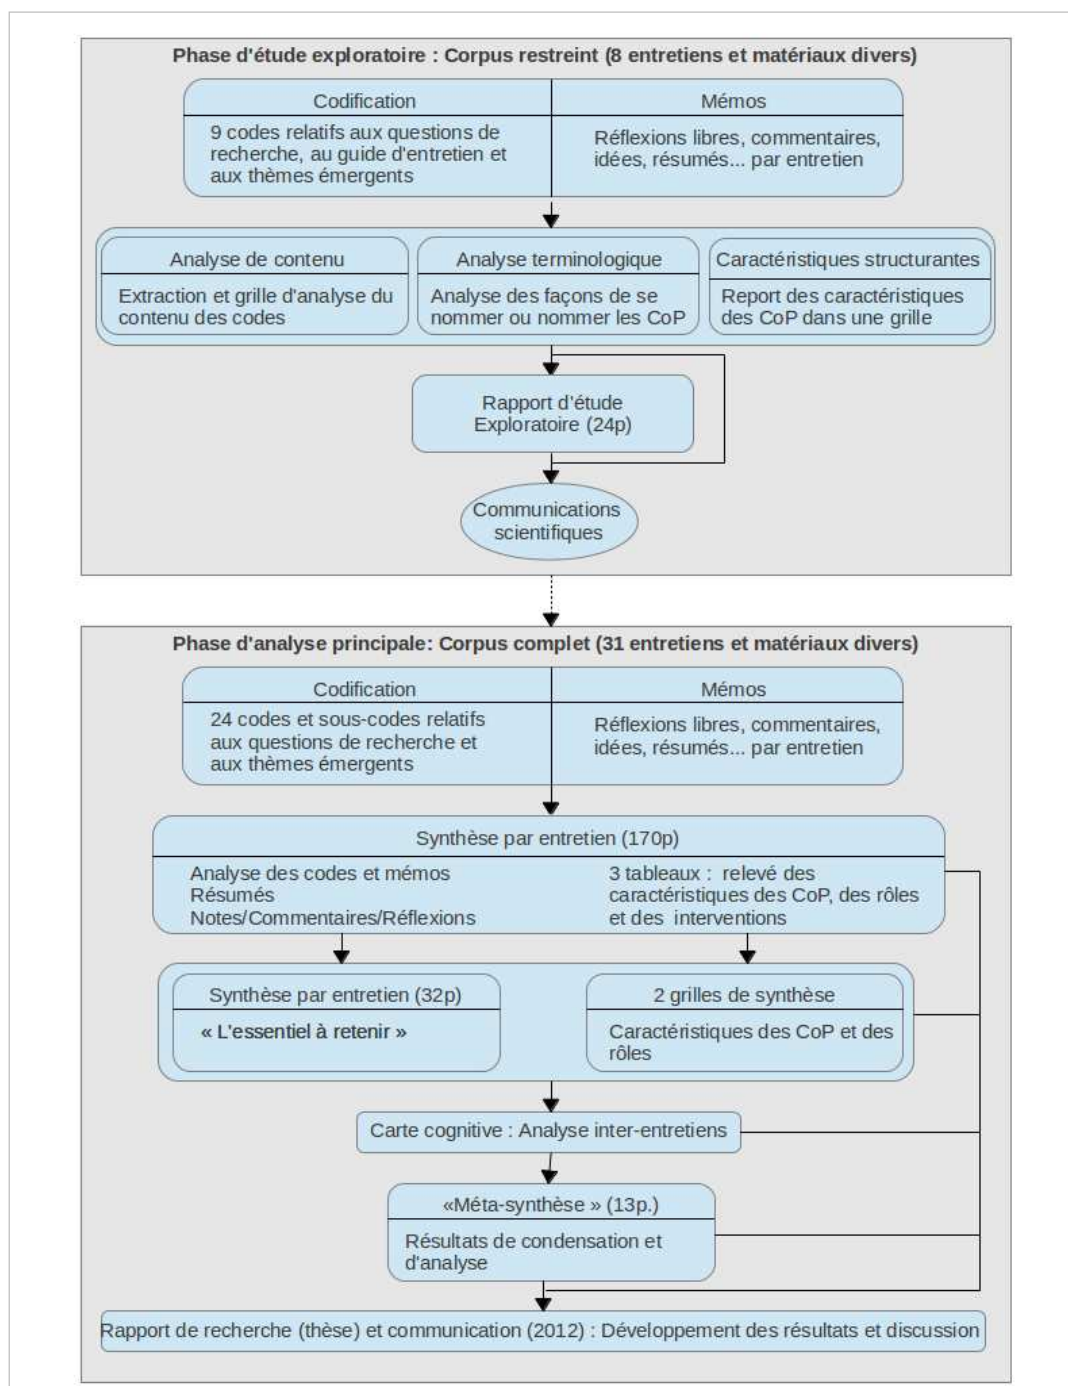 Phase d'étude exploratoire : Corpus restreint (8 entretiens et matériaux divers)
Codification
9 codes relatifs aux questions de
recherche, au guide d'entretien et
aux thèmes émergents
Mémos
Réflexions libres, commentaires,
idées, résumés... par entretien
Analyse de contenu
Extraction et grille d'analyse du
contenu des codes
Analyse terminologique
Analyse des façons de se
nommer ou nommer les CoP
Caractéristiques structurantes
Report des caractéristiques
des CoP dans une grille
Rapport d'étude
Exploratoire (24p)
Communications
scientifiques
Phase d'analyse principale: Corpus complet (31 entretiens et matériaux divers)
Codification
24 codes et sous-codes relatifs
aux questions de recherche et
aux thèmes émergents
Mémos
Réflexions libres, commentaires,
idées, résumés... par entretien
Synthèse par entretien (170p)
Analyse des codes et mémos
Résumés
Notes/Commentaires/Réflexions
3 tableaux : relevé des
caractéristiques des CoP, des rôles
et des interventions
Synthèse par entretien (32p)
« L'essentiel à retenir »
2 grilles de synthèse
Caractéristiques des CoP et des
rôles
Carte cognitive : Analyse inter-entretiens
«Méta-synthèse » (13p.)
Résultats de condensation et
d'analyse
Rapport de recherche (thèse) et communication (2012) : Développement des résultats et discussion